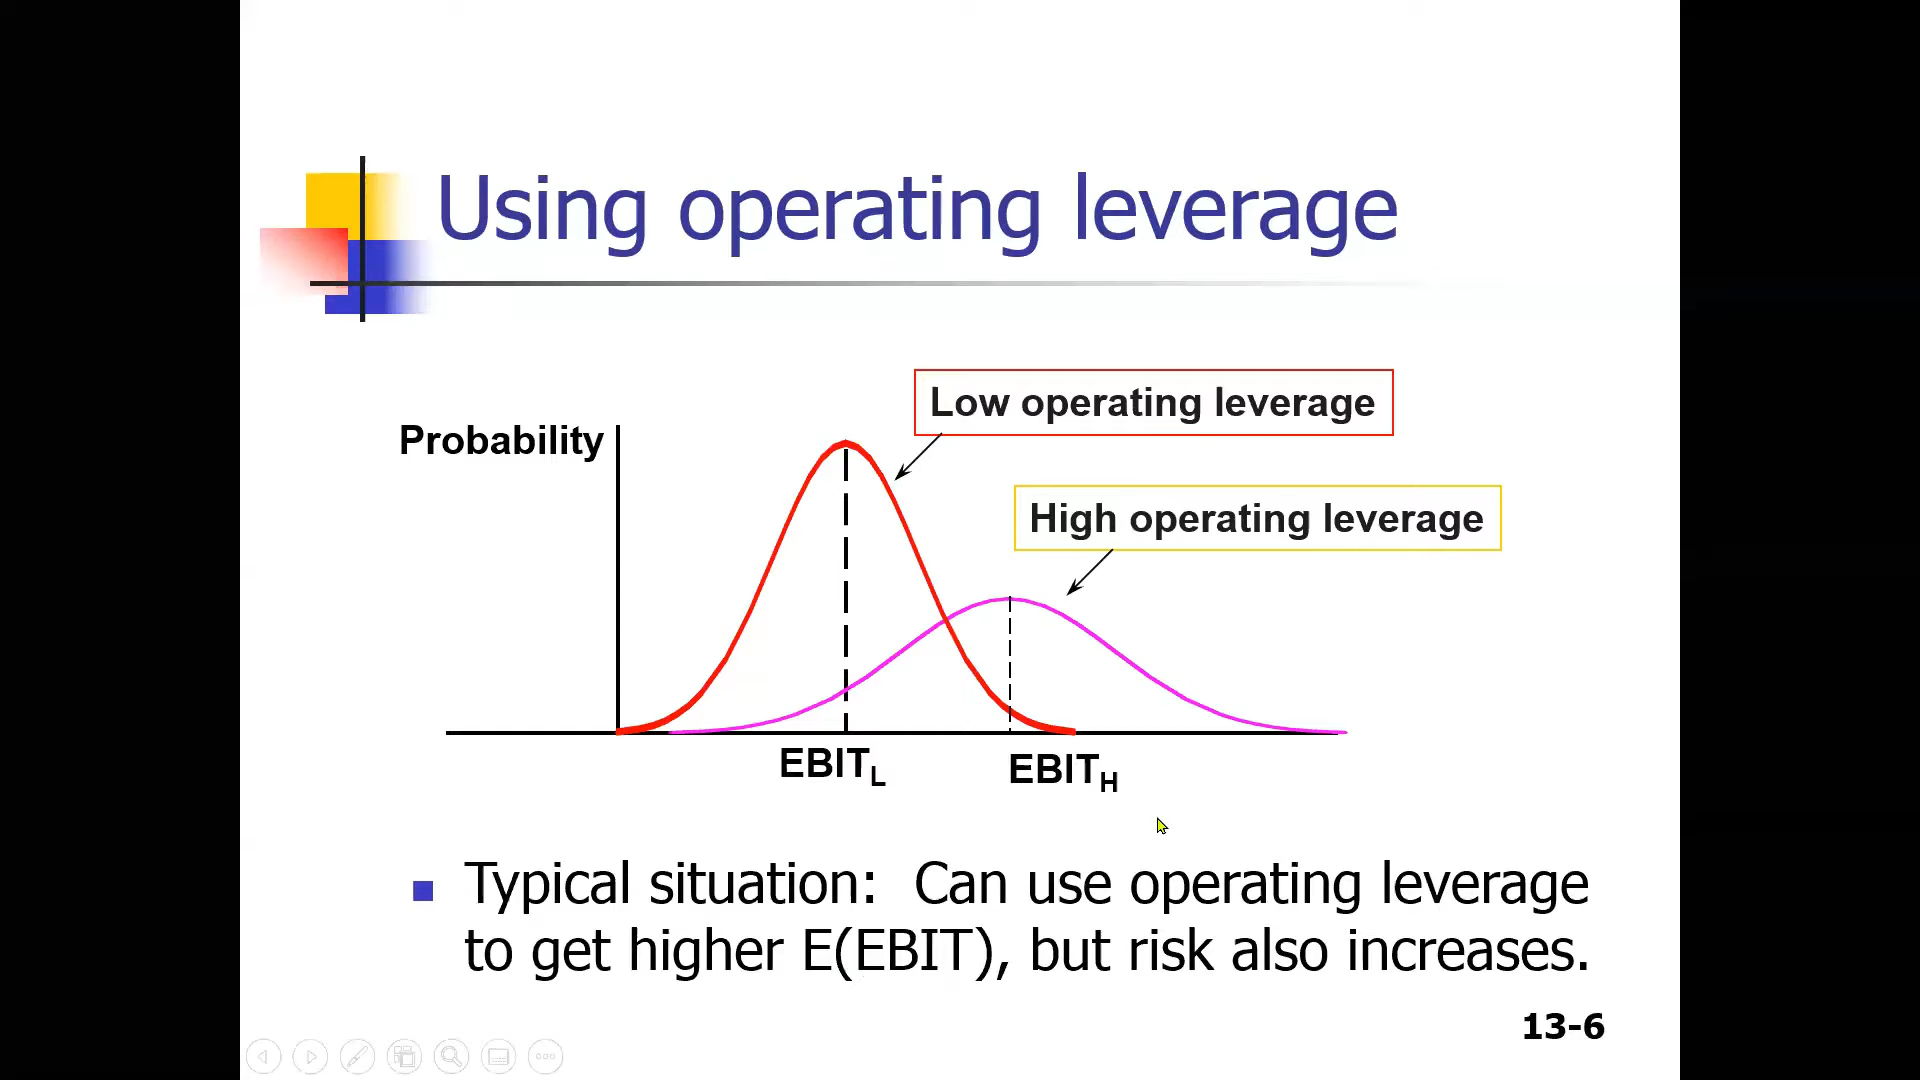 Using operating leverage
Low operating leverage
Probability
High operating leverage
EBITL
EBITH
Typical situation: Can use operating leverage
to get higher E(EBIT), but risk also increases.
13-6